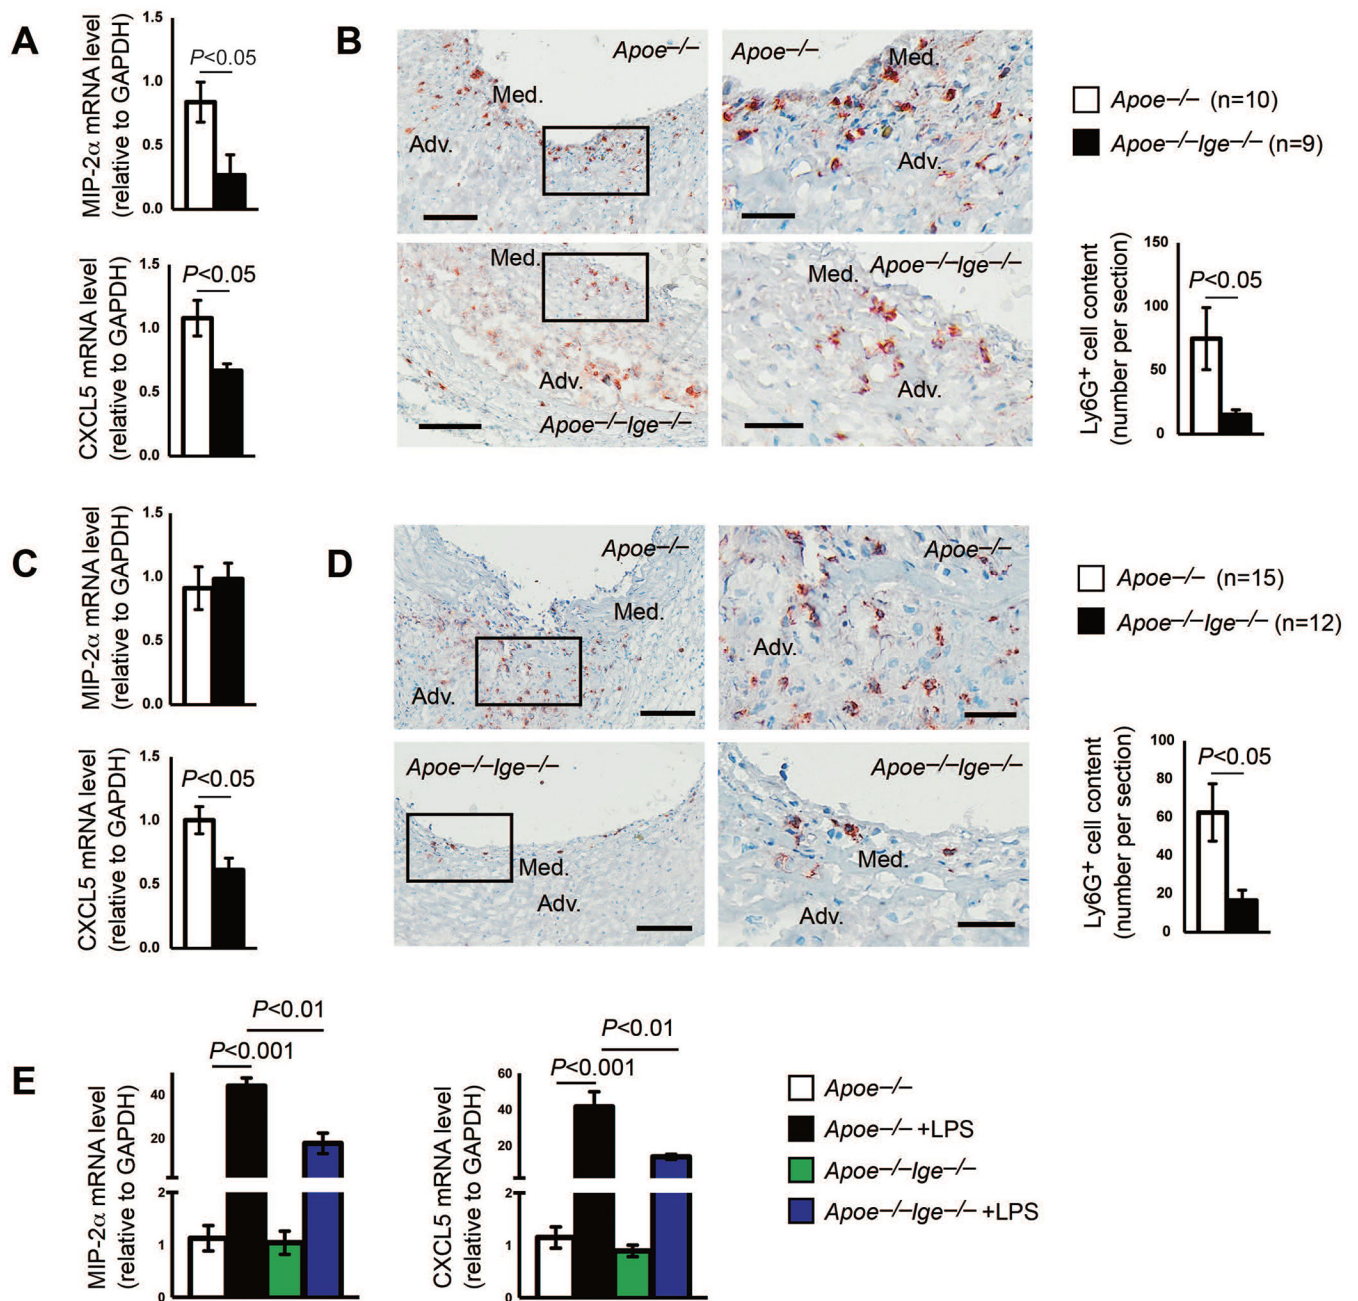 A
MIP-2α mRNA level
(relative to GAPDH)
1.5
1.0
0.5
0.0
P<0.05
CXCL5 mRNA level
(relative to GAPDH)
1.5
1.0
0.5
0.0
P<0.05
B
Apoe–/–
Med.
Adv.
Apoe–/–
Med.
Adv.
Med.
Adv.
Apoe–/–Ige–/–
Med.
Apoe–/–Ige–/–
Adv.
Apoe–/– (n=10)
Apoe–/–Ige–/– (n=9)
Ly6G+ cell content
(number per section)
150
100
50
0
P<0.05
C
MIP-2α mRNA level
(relative to GAPDH)
1.5
1.0
0.5
0.0
CXCL5 mRNA level
(relative to GAPDH)
1.5
1.0
0.5
0.0
P<0.05
D
Apoe–/–
Med.
Adv.
Apoe–/–
Adv.
Apoe–/–Ige–/–
Med.
Adv.
Apoe–/–Ige–/–
Med.
Adv.
Apoe–/– (n=15)
Apoe–/–Ige–/– (n=12)
Ly6G+ cell content
(number per section)
100
80
60
40
20
0
P<0.05
E
MIP-2α mRNA level
(relative to GAPDH)
40
20
2
1
0
P<0.01
P<0.001
CXCL5 mRNA level
(relative to GAPDH)
60
40
20
2
1
0
P<0.01
P<0.001
Apoe–/–
Apoe–/– +LPS
Apoe–/–Ige–/–
Apoe–/–Ige–/– +LPS